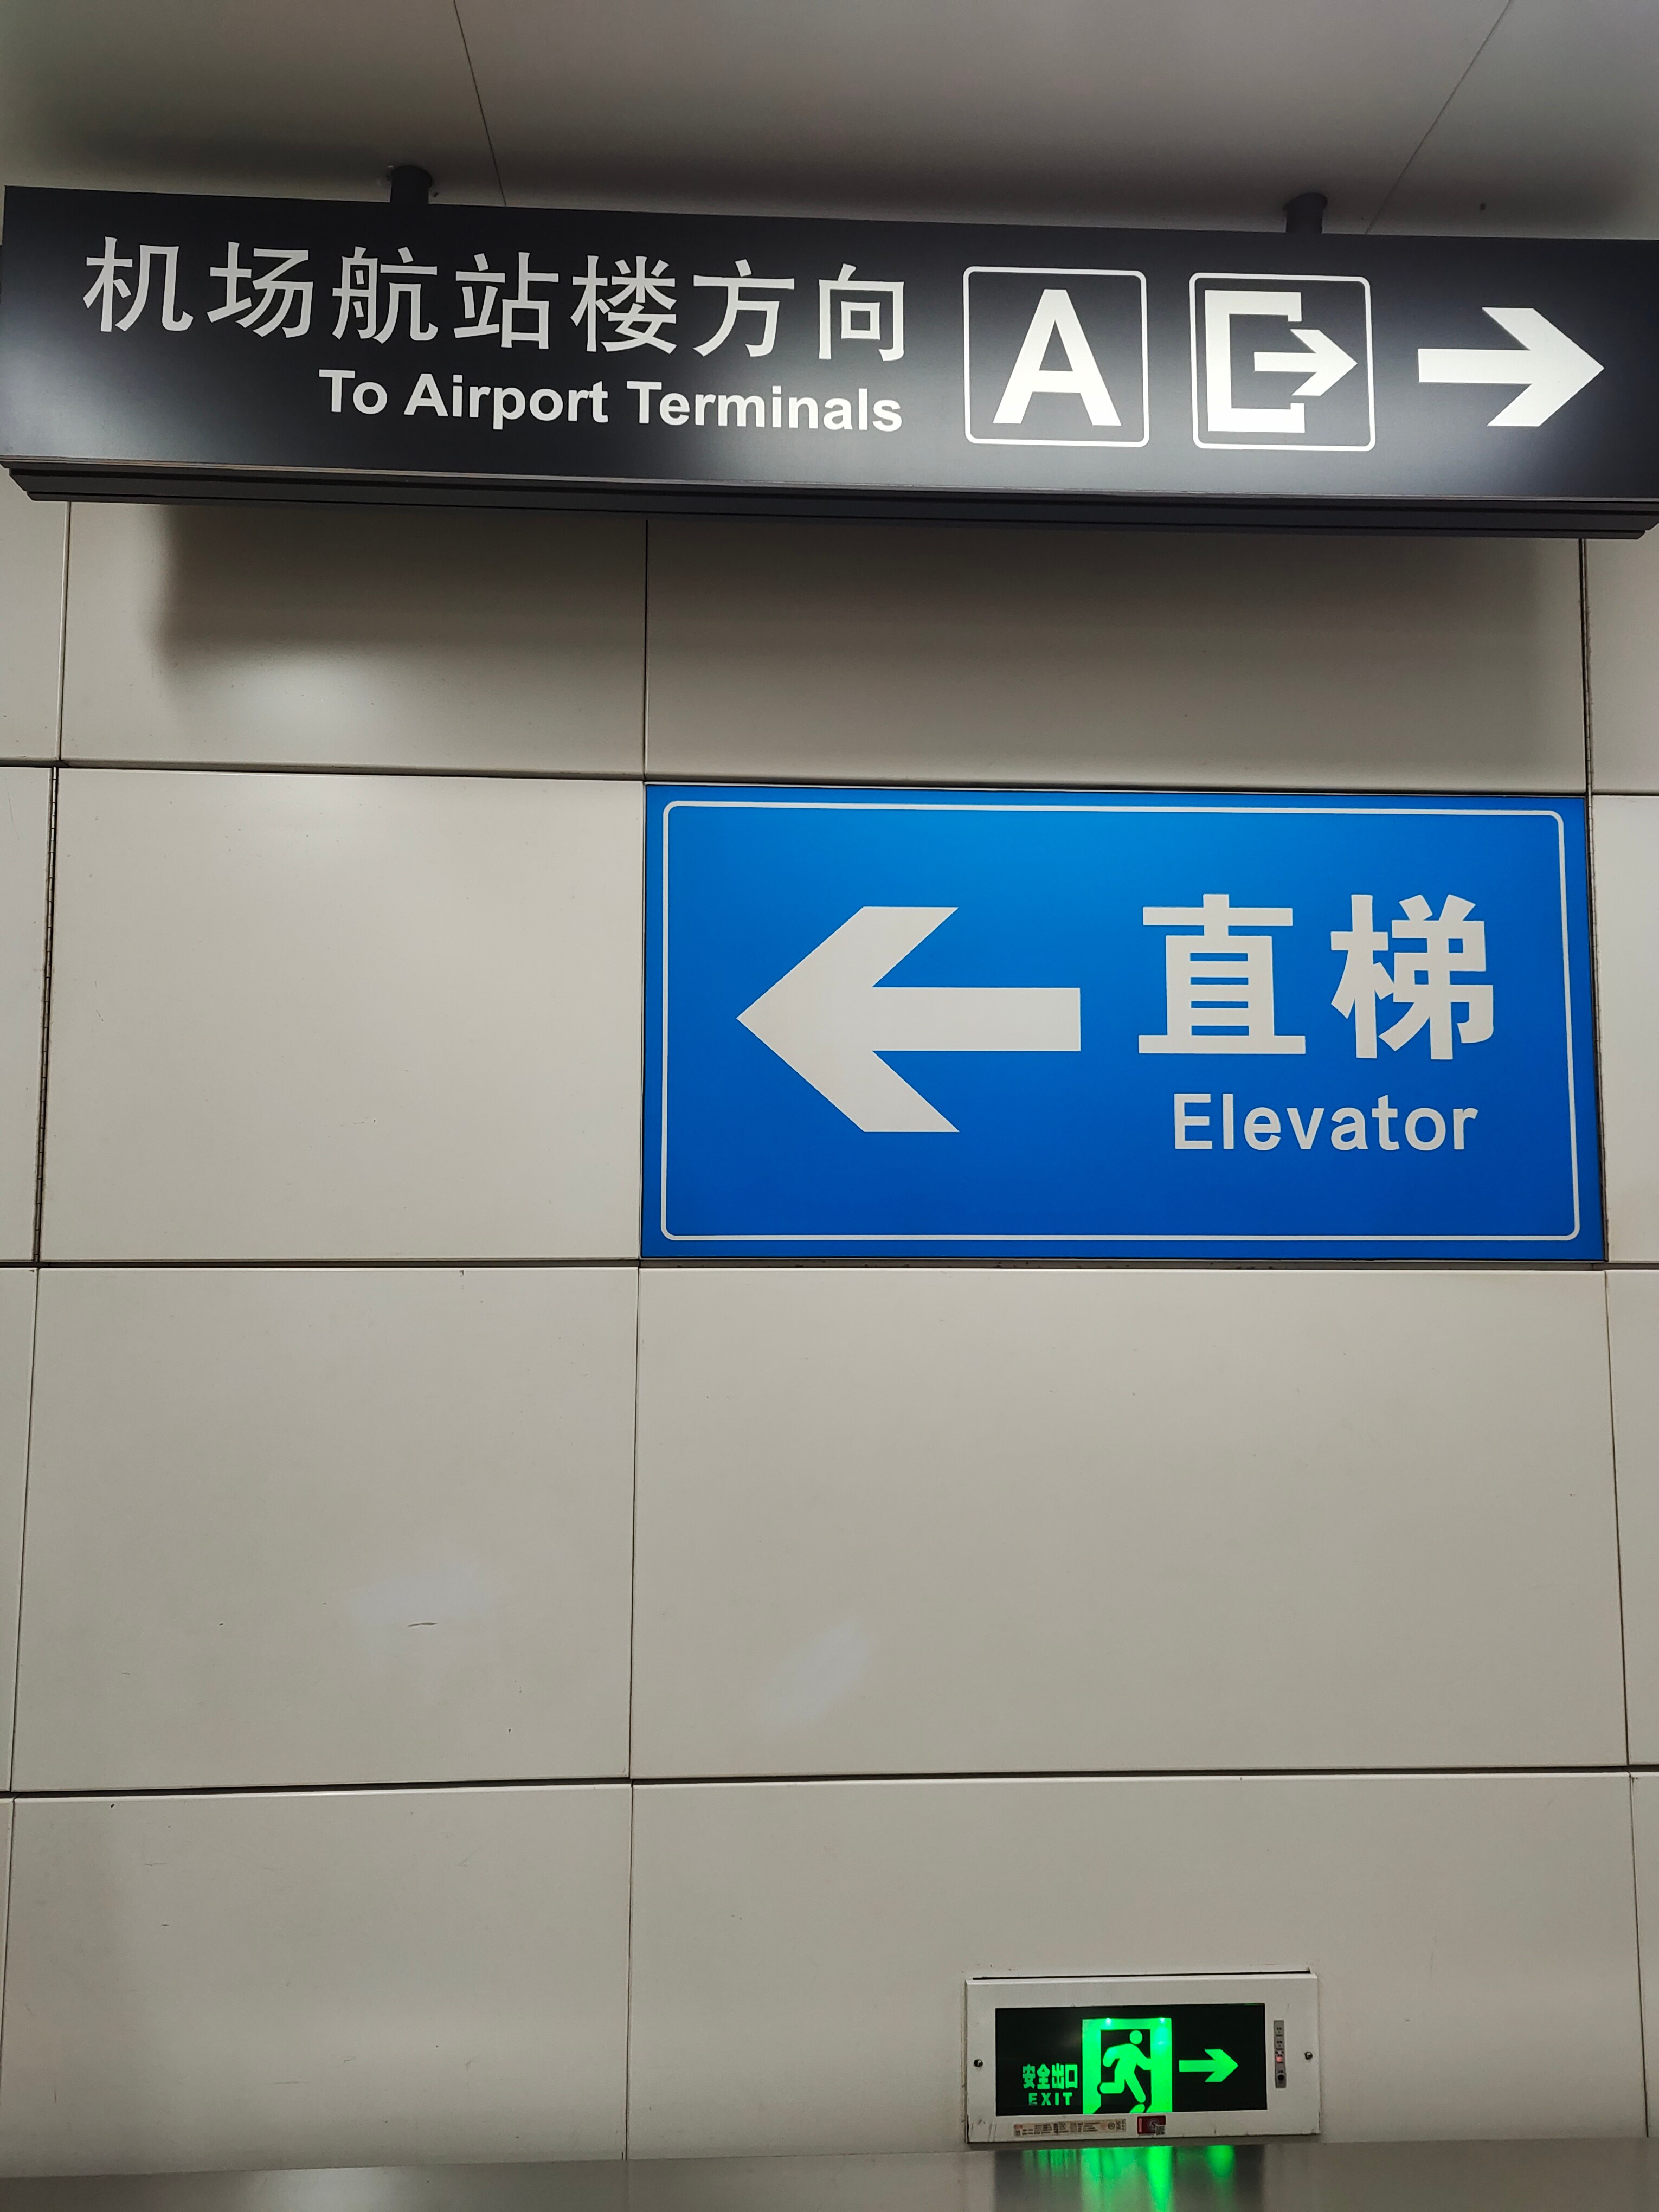 机场航站楼方向 A
To Airport Terminals
直梯
Elevator
安全出口
EXIT